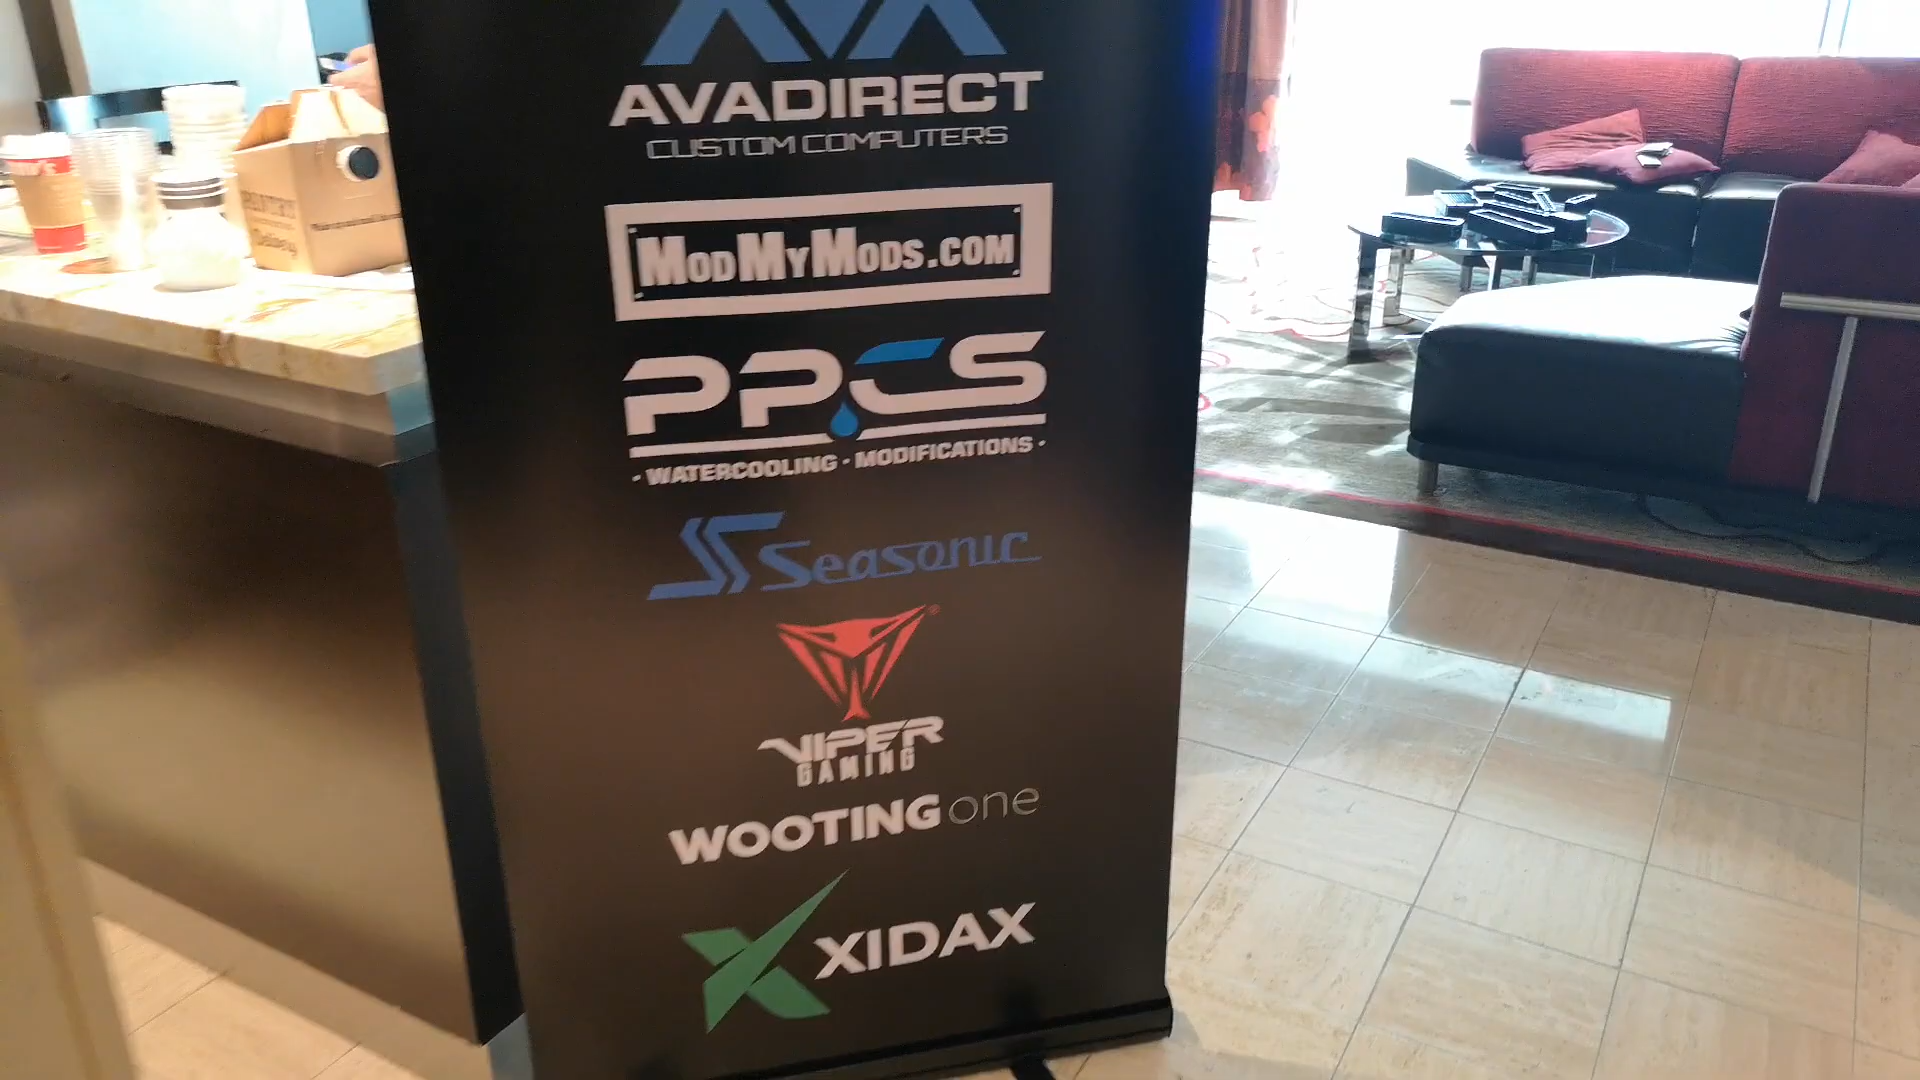 AVADIRECT
CUSTOM COMPUTERS
MODMYMODS.COM
PPCS
· WATERCOOLING · MODIFICATIONS ·
Seasonic
VIPER
GAMING
WOOTING one
XIDAX